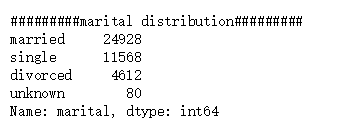 #########marital distribution#########
married     24928
single      11568
divorced     4612
unknown        80
Name: marital, dtype: int64